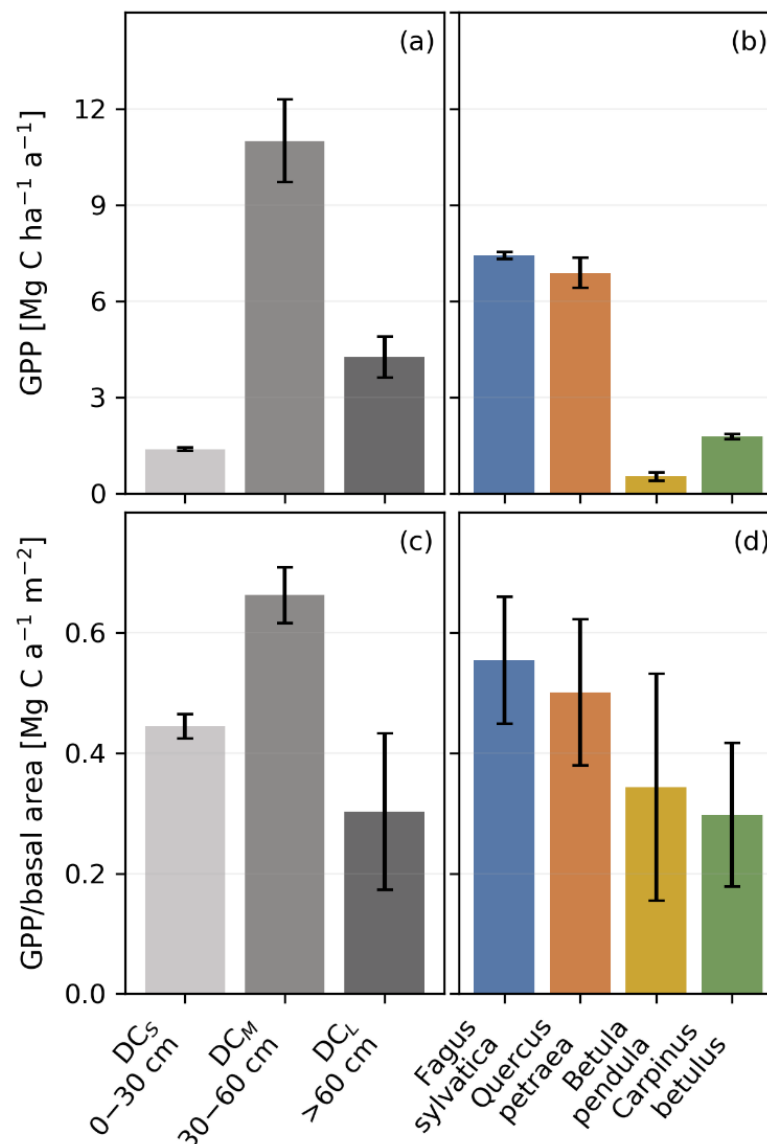 (a)
(b)
GPP [Mg C ha⁻¹ a⁻¹]
12
9
6
3
0
(c)
(d)
GPP/basal area [Mg C a⁻¹ m⁻²]
0.6
0.4
0.2
0.0
DC_S
0−30 cm
DC_M
30−60 cm
DC_L
>60 cm
Fagus
sylvatica
Quercus
petraea
Betula
pendula
Carpinus
betulus